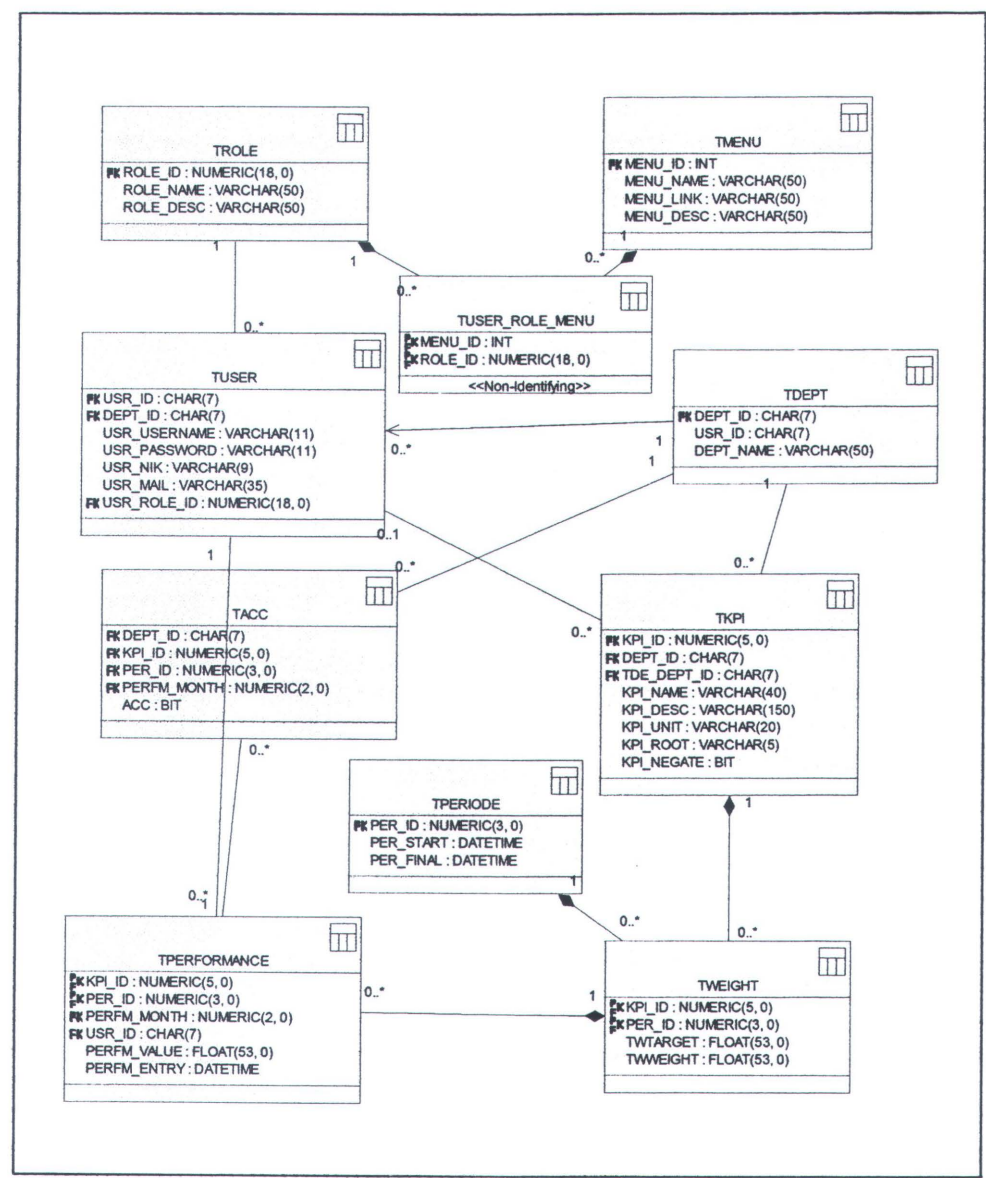 TROLE
PK ROLE_ID : NUMERIC(18, 0)
ROLE_NAME : VARCHAR(50)
ROLE_DESC : VARCHAR(50)
TMENU
PK MENU_ID : INT
MENU_NAME : VARCHAR(50)
MENU_LINK : VARCHAR(50)
MENU_DESC : VARCHAR(50)
1
1
1
0..*
0..*
0..*
TUSER_ROLE_MENU
MENU_ID : INT
ROLE_ID : NUMERIC(18, 0)
<<Non-Identifying>>
TUSER
PK USR_ID : CHAR(7)
FK DEPT_ID : CHAR(7)
USR_USERNAME : VARCHAR(11)
USR_PASSWORD : VARCHAR(11)
USR_NIK : VARCHAR(9)
USR_MAIL : VARCHAR(35)
FK USR_ROLE_ID : NUMERIC(18, 0)
TDEPT
PK DEPT_ID : CHAR(7)
USR_ID : CHAR(7)
DEPT_NAME : VARCHAR(50)
0..*
1
1
1
0..1
1
0..*
0..*
0..*
TACC
FK DEPT_ID : CHAR(7)
FK KPI_ID : NUMERIC(5, 0)
FK PER_ID : NUMERIC(3, 0)
FK PERFM_MONTH : NUMERIC(2, 0)
ACC : BIT
TKPI
PK KPI_ID : NUMERIC(5, 0)
FK DEPT_ID : CHAR(7)
FK TDE_DEPT_ID : CHAR(7)
KPI_NAME : VARCHAR(40)
KPI_DESC : VARCHAR(150)
KPI_UNIT : VARCHAR(20)
KPI_ROOT : VARCHAR(5)
KPI_NEGATE : BIT
0..*
1
TPERIODE
PK PER_ID : NUMERIC(3, 0)
PER_START : DATETIME
PER_FINAL : DATETIME
1
0..*
1
0..*
0..*
TPERFORMANCE
KPI_ID : NUMERIC(5, 0)
PER_ID : NUMERIC(3, 0)
PK PERFM_MONTH : NUMERIC(2, 0)
FK USR_ID : CHAR(7)
PERFM_VALUE : FLOAT(53, 0)
PERFM_ENTRY : DATETIME
0..*
1
TWEIGHT
KPI_ID : NUMERIC(5, 0)
PER_ID : NUMERIC(3, 0)
TWTARGET : FLOAT(53, 0)
TWWEIGHT : FLOAT(53, 0)